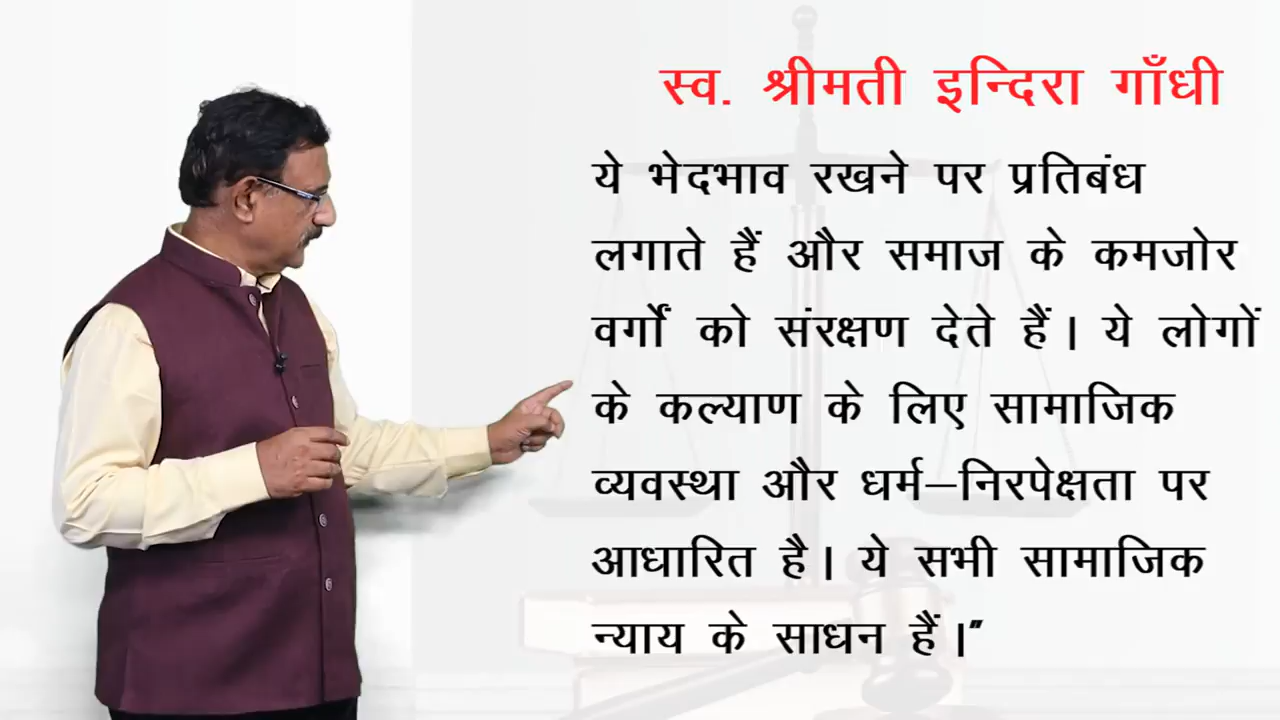 स्व. श्रीमती इन्दिरा गाँधी
ये भेदभाव रखने पर प्रतिबंध
लगाते हैं और समाज के कमजोर
वर्गों को संरक्षण देते हैं। ये लोगों
के कल्याण के लिए सामाजिक
व्यवस्था और धर्म–निरपेक्षता पर
आधारित है। ये सभी सामाजिक
न्याय के साधन हैं।”